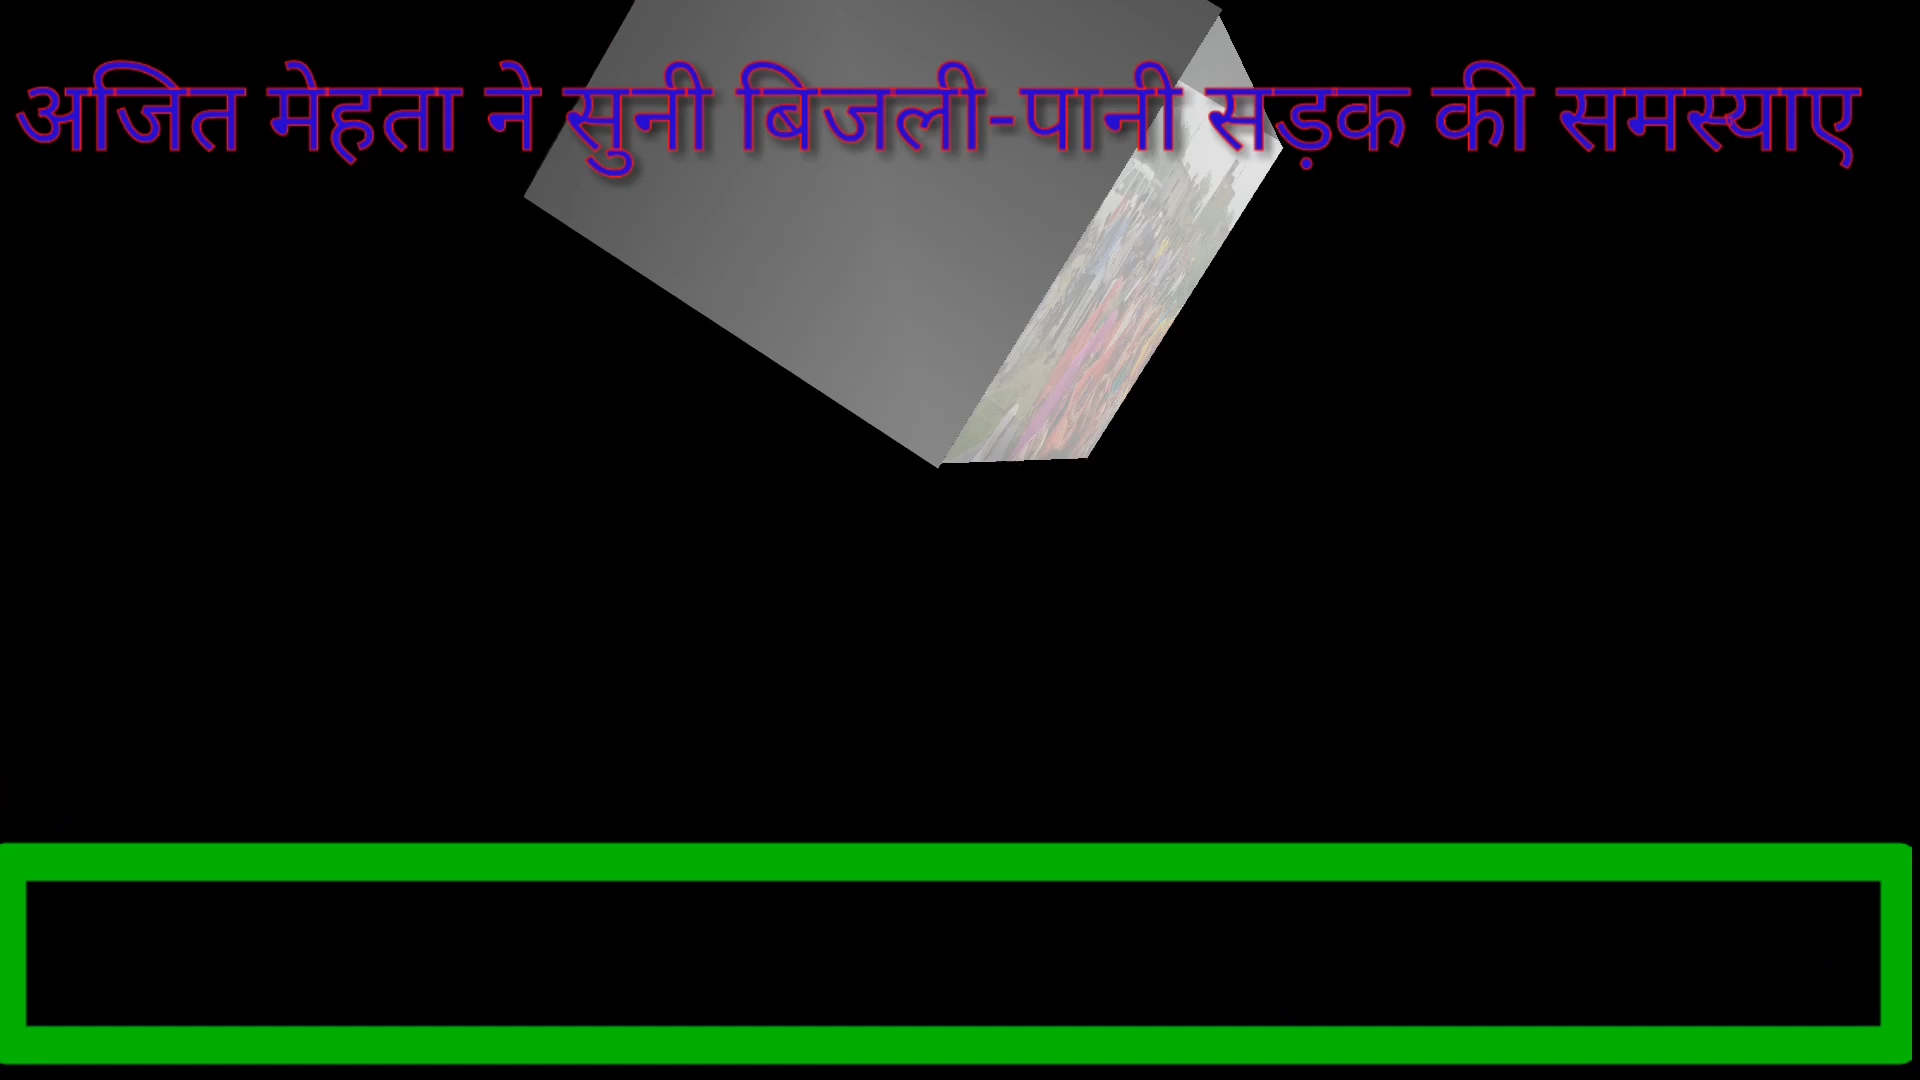 अजित मेहता ने सुनी बिजली-पानी सड़क की समस्याए